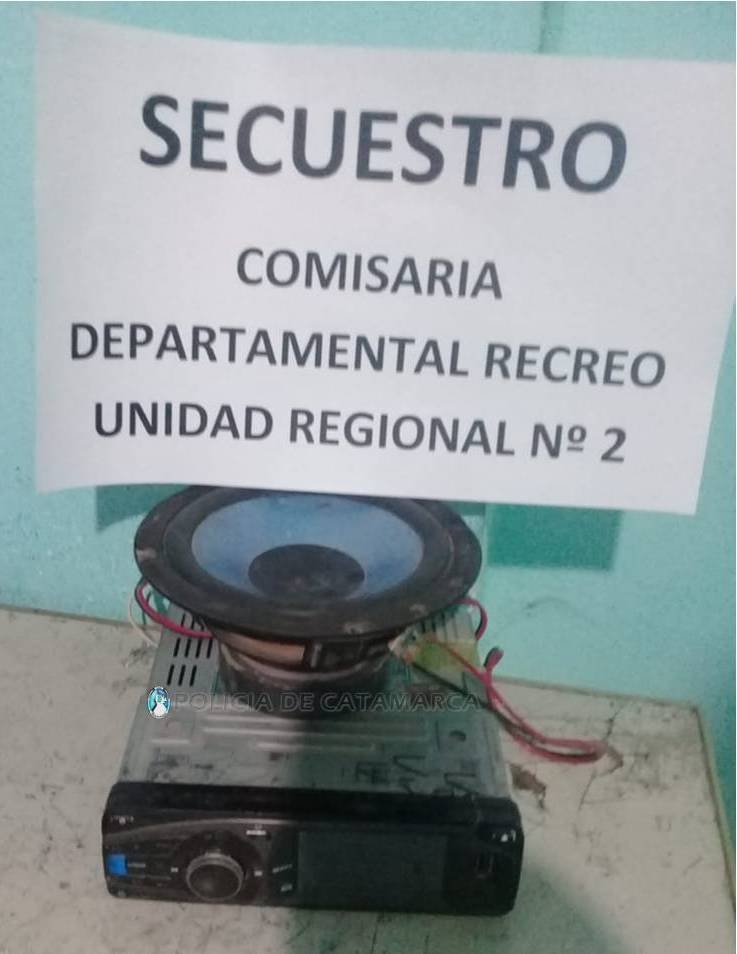 SECUESTRO
COMISARIA
DEPARTAMENTAL RECREO
UNIDAD REGIONAL Nº 2
POLICIA DE CATAMARCA